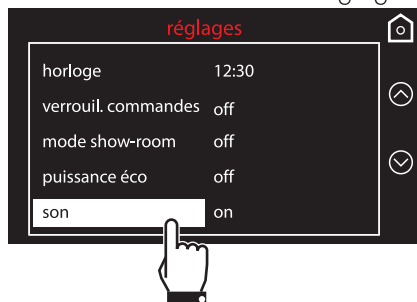 réglages
horloge 12:30
verrouil. commandes off
mode show-room off
puissance éco off
son on